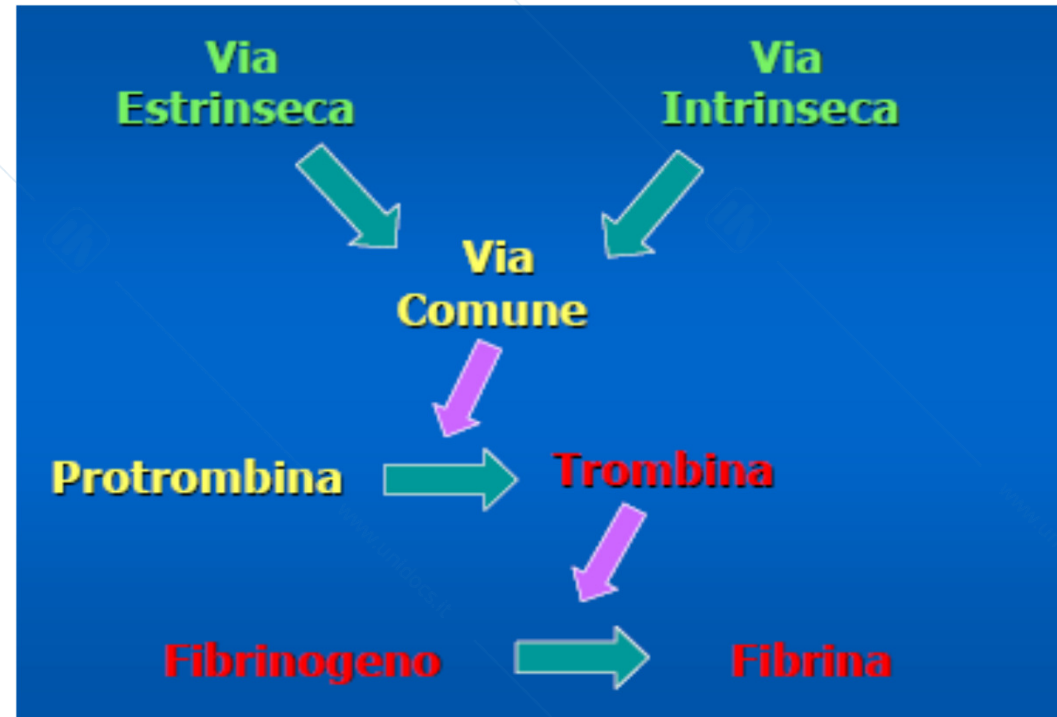 Via
Estrinseca
Via
Intrinseca
Via
Comune
Protrombina
Trombina
Fibrinogeno
Fibrina